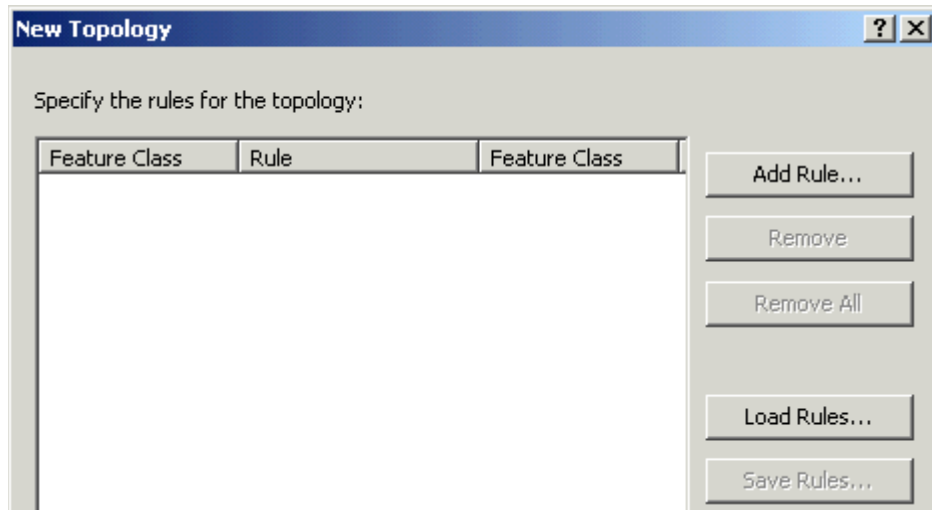 New Topology
Specify the rules for the topology:
Feature Class Rule Feature Class
Add Rule...
Remove
Remove All
Load Rules...
Save Rules...